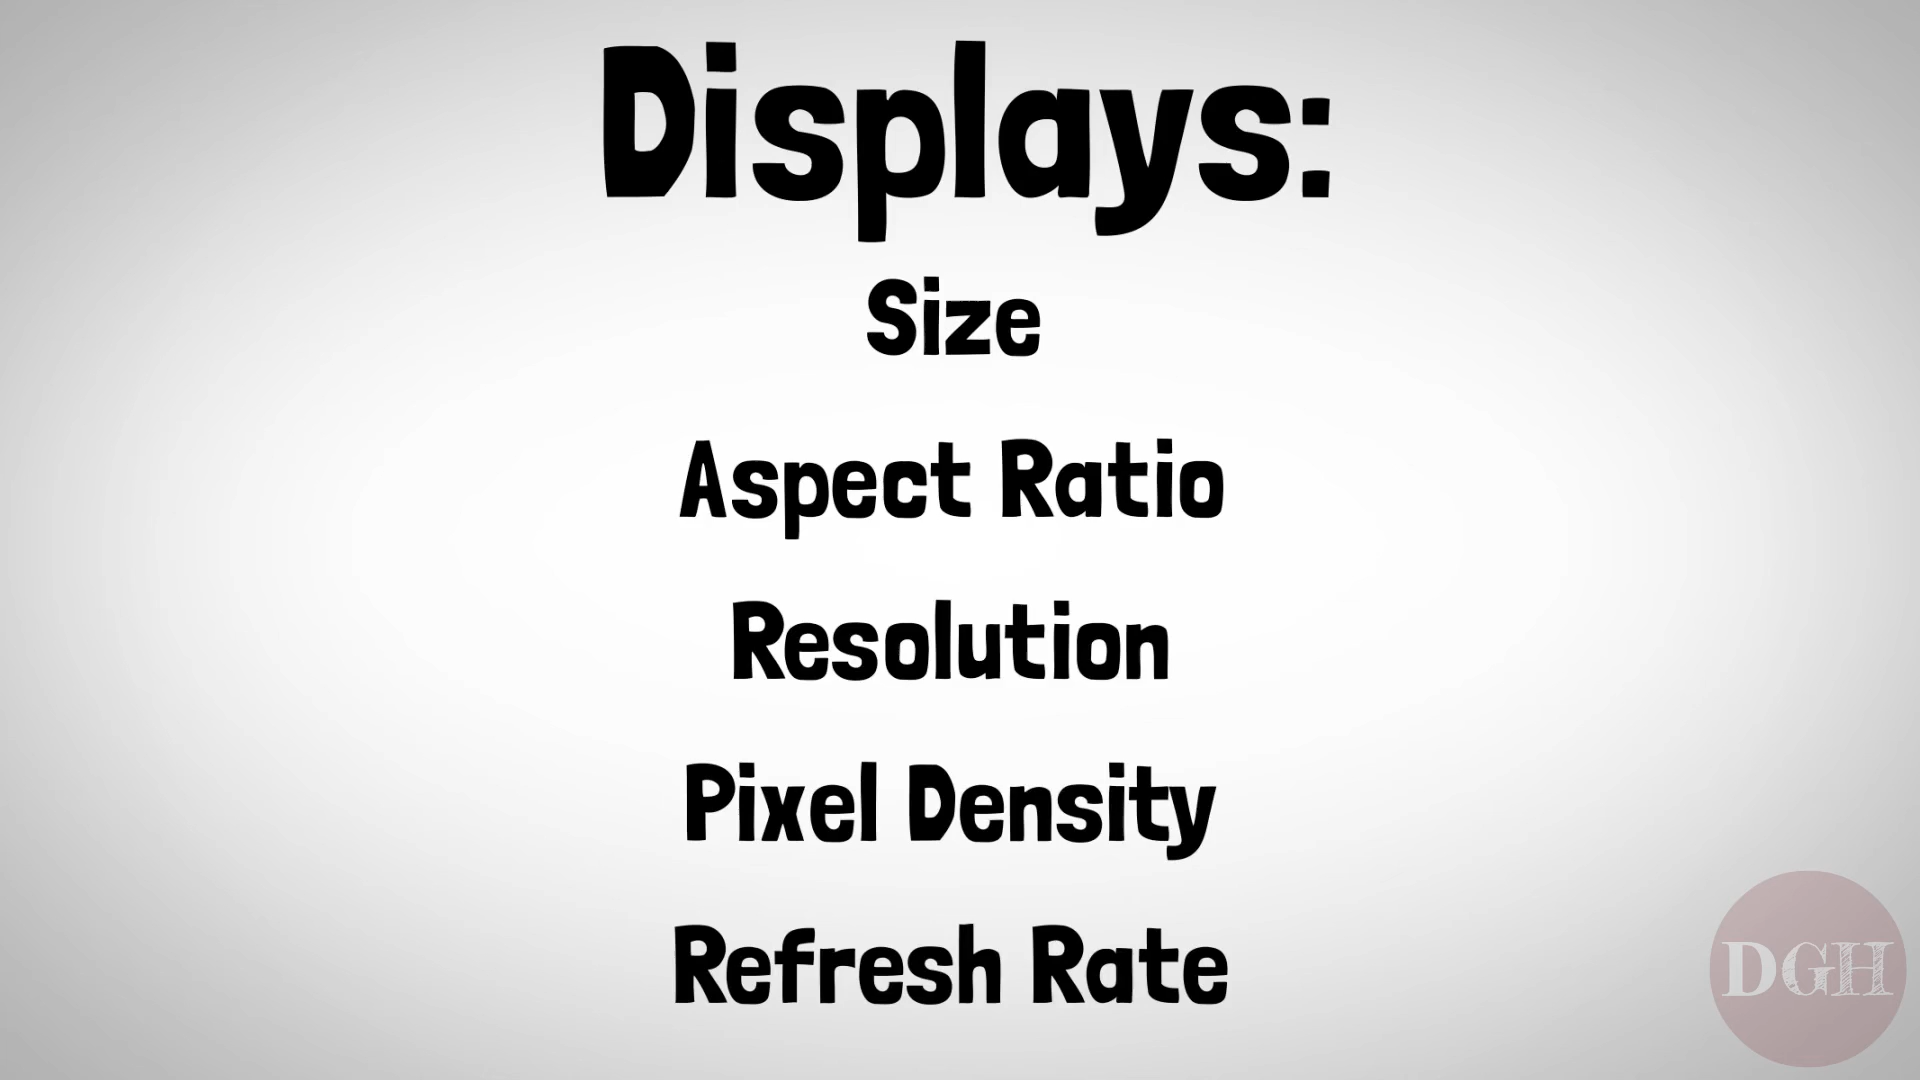 Displays:
Size
Aspect Ratio
Resolution
Pixel Density
Refresh Rate
DGH